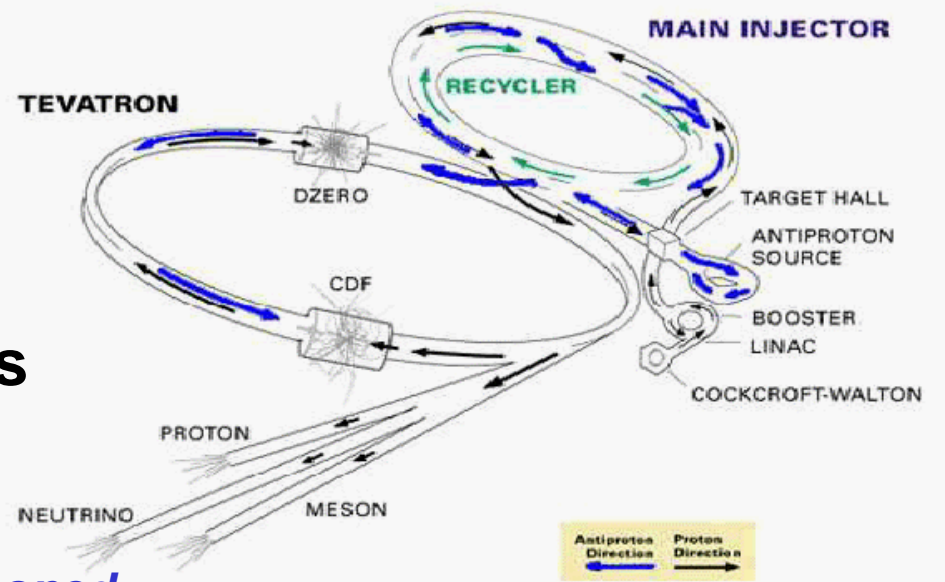 MAIN INJECTOR
RECYCLER
TEVATRON
DZERO
TARGET HALL
ANTIPROTON
SOURCE
CDF
BOOSTER
LINAC
COCKCROFT-WALTON
s
PROTON
NEUTRINO
MESON
Antiproton Direction
Proton Direction